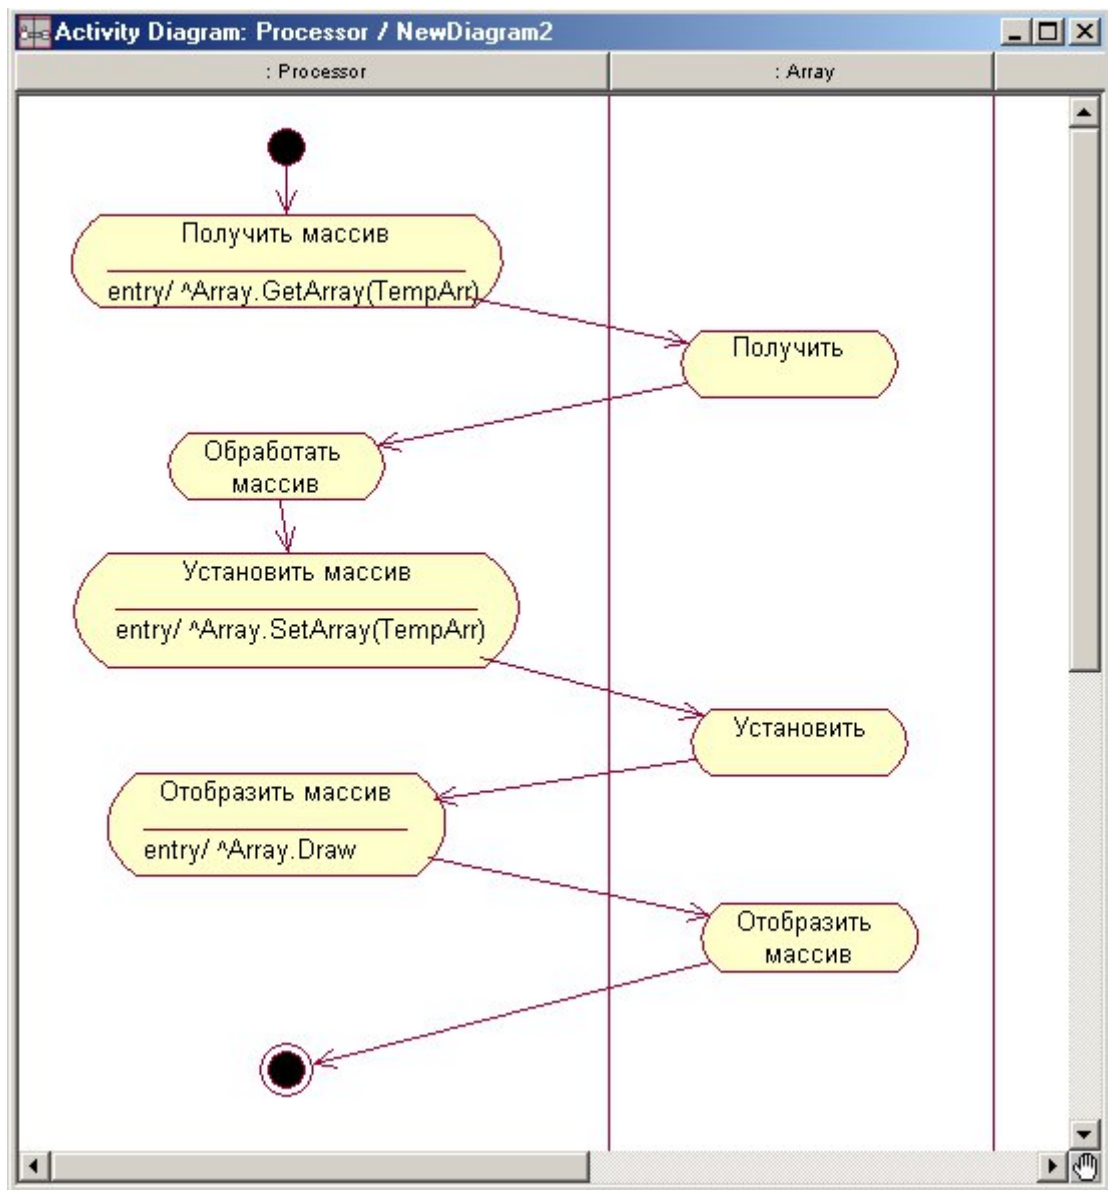 Activity Diagram: Processor / NewDiagram2
: Processor
: Array
Получить массив
entry/ ^Array.GetArray(TempArr)
Получить
Обработать
массив
Установить массив
entry/ ^Array.SetArray(TempArr)
Установить
Отобразить массив
entry/ ^Array.Draw
Отобразить
массив